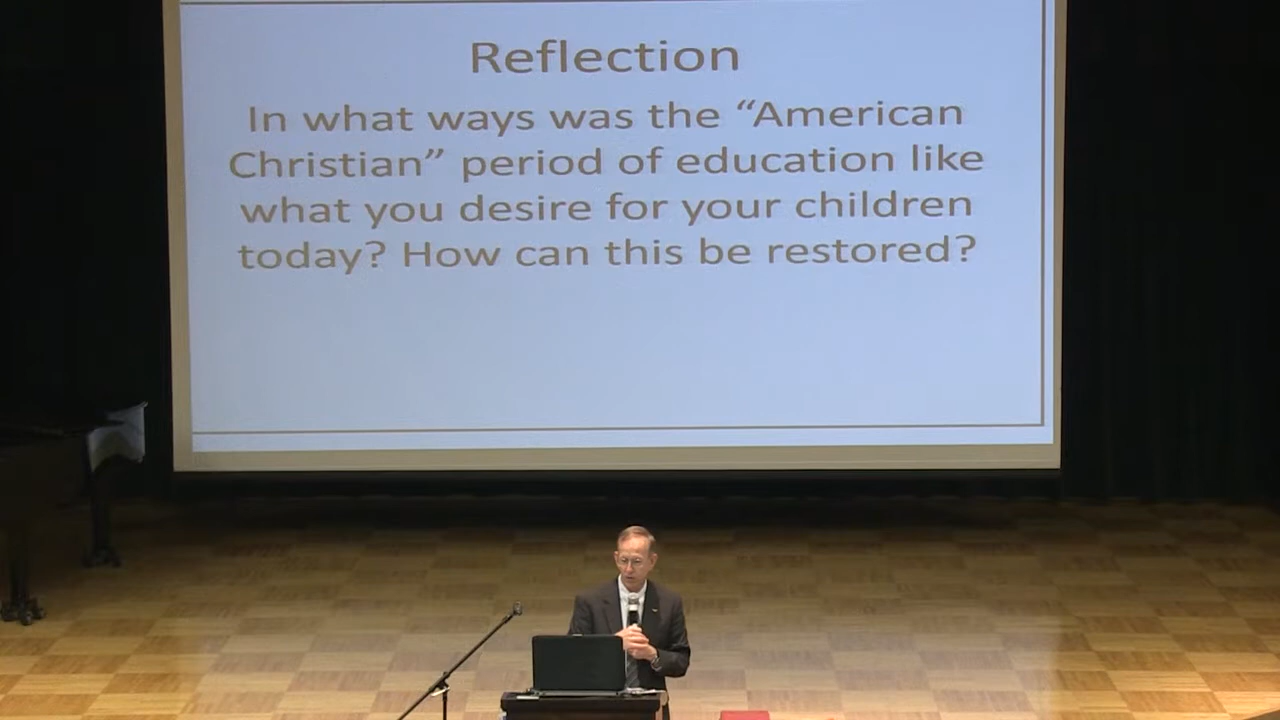 Reflection
In what ways was the “American
Christian” period of education like
what you desire for your children
today? How can this be restored?